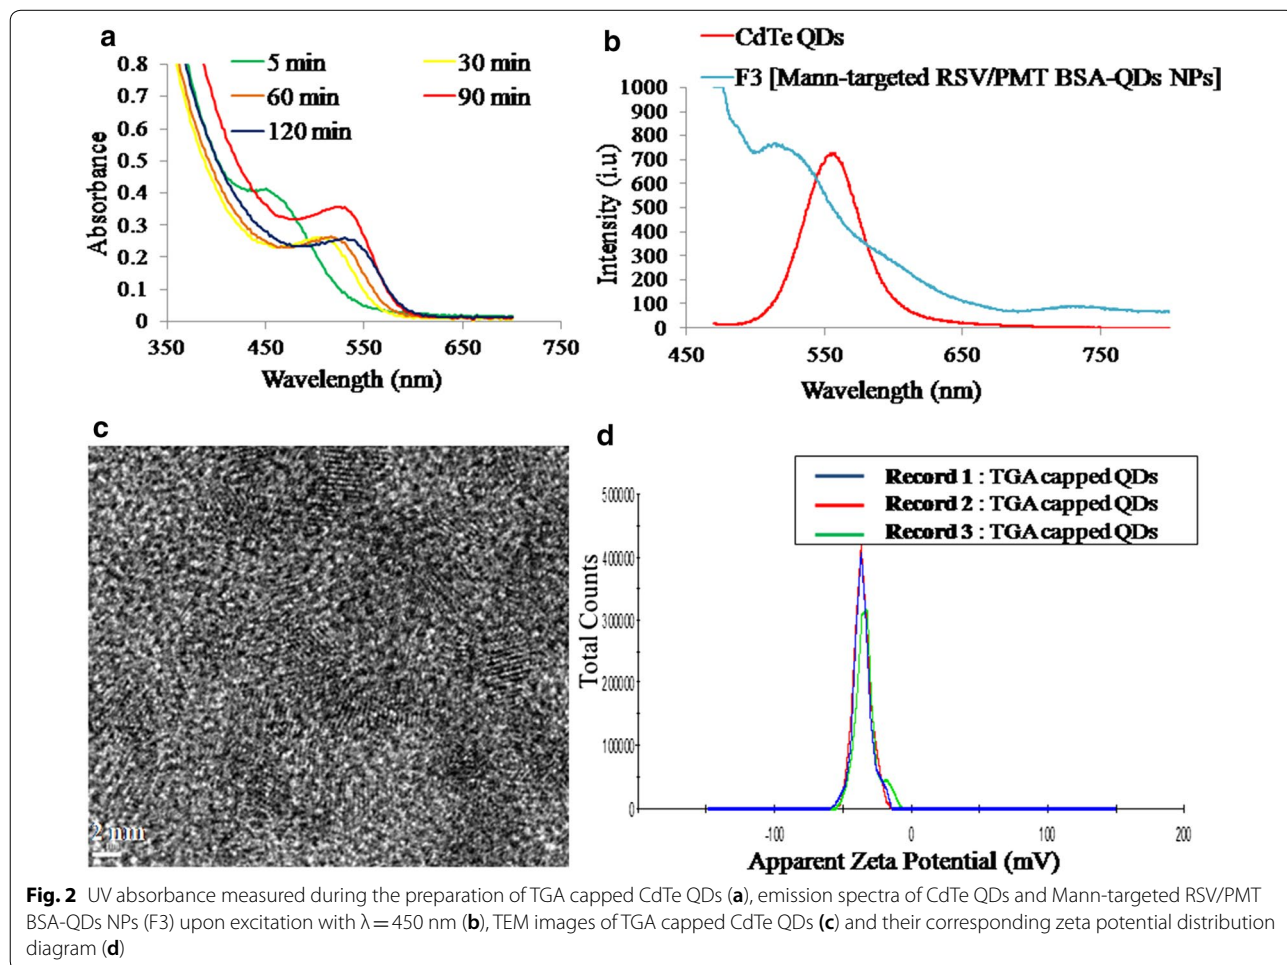 a
5 min
30 min
60 min
90 min
120 min
0.8
0.7
0.6
0.5
0.4
0.3
0.2
0.1
0
Absorbance
350 450 550 650 750
Wavelength (nm)
b
CdTe QDs
F3 [Mann-targeted RSV/PMT BSA-QDs NPs]
1000
900
800
700
600
500
400
300
200
100
0
Intensity (i.u)
450 550 650 750
Wavelength (nm)
c
2 nm
d
Record 1 : TGA capped QDs
Record 2 : TGA capped QDs
Record 3 : TGA capped QDs
500000
400000
300000
200000
100000
0
Total Counts
-100 0 100 200
Apparent Zeta Potential (mV)
Fig. 2 UV absorbance measured during the preparation of TGA capped CdTe QDs (a), emission spectra of CdTe QDs and Mann-targeted RSV/PMT
BSA-QDs NPs (F3) upon excitation with λ = 450 nm (b), TEM images of TGA capped CdTe QDs (c) and their corresponding zeta potential distribution
diagram (d)